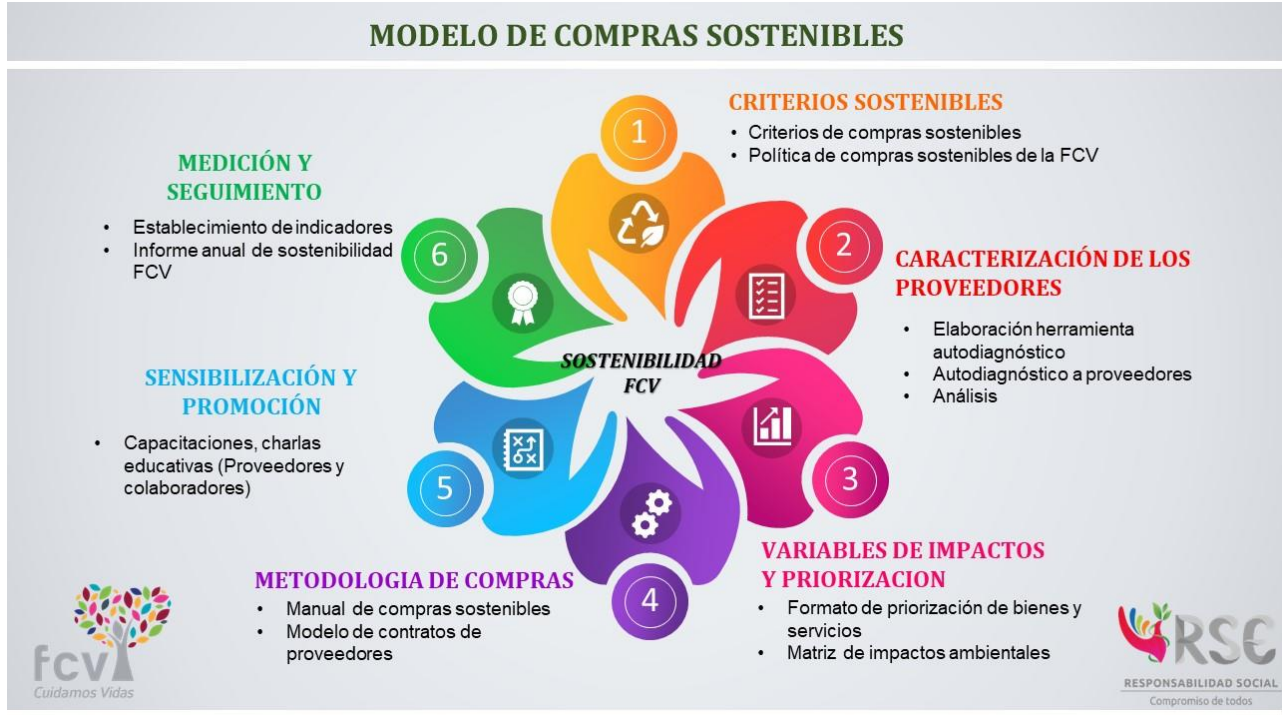 MODELO DE COMPRAS SOSTENIBLES
1
CRITERIOS SOSTENIBLES
• Criterios de compras sostenibles
• Política de compras sostenibles de la FCV
2
CARACTERIZACIÓN DE LOS
PROVEEDORES
• Elaboración herramienta
autodiagnóstico
• Autodiagnóstico a proveedores
• Análisis
3
VARIABLES DE IMPACTOS
Y PRIORIZACION
• Formato de priorización de bienes y
servicios
• Matriz de impactos ambientales
4
METODOLOGIA DE COMPRAS
• Manual de compras sostenibles
• Modelo de contratos de
proveedores
5
SENSIBILIZACIÓN Y
PROMOCIÓN
• Capacitaciones, charlas
educativas (Proveedores y
colaboradores)
6
MEDICIÓN Y
SEGUIMIENTO
• Establecimiento de indicadores
• Informe anual de sostenibilidad
FCV
SOSTENIBILIDAD
FCV
fcv
Cuidamos Vidas
RSE
RESPONSABILIDAD SOCIAL
Compromiso de todos